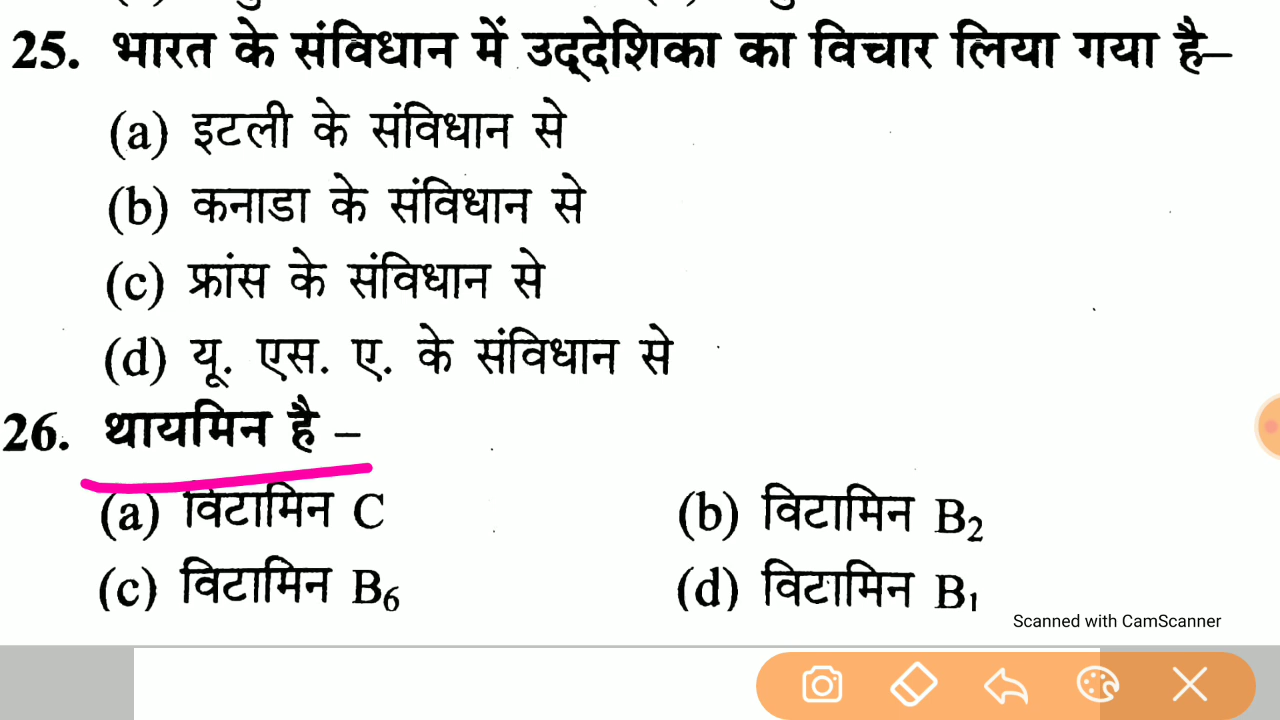 25. भारत के संविधान में उद्देशिका का विचार लिया गया है–
(a) इटली के संविधान से
(b) कनाडा के संविधान से
(c) फ्रांस के संविधान से
(d) यू. एस. ए. के संविधान से
26. थायमिन है –
(a) विटामिन C (b) विटामिन B₂
(c) विटामिन B₆ (d) विटामिन B₁
Scanned with CamScanner